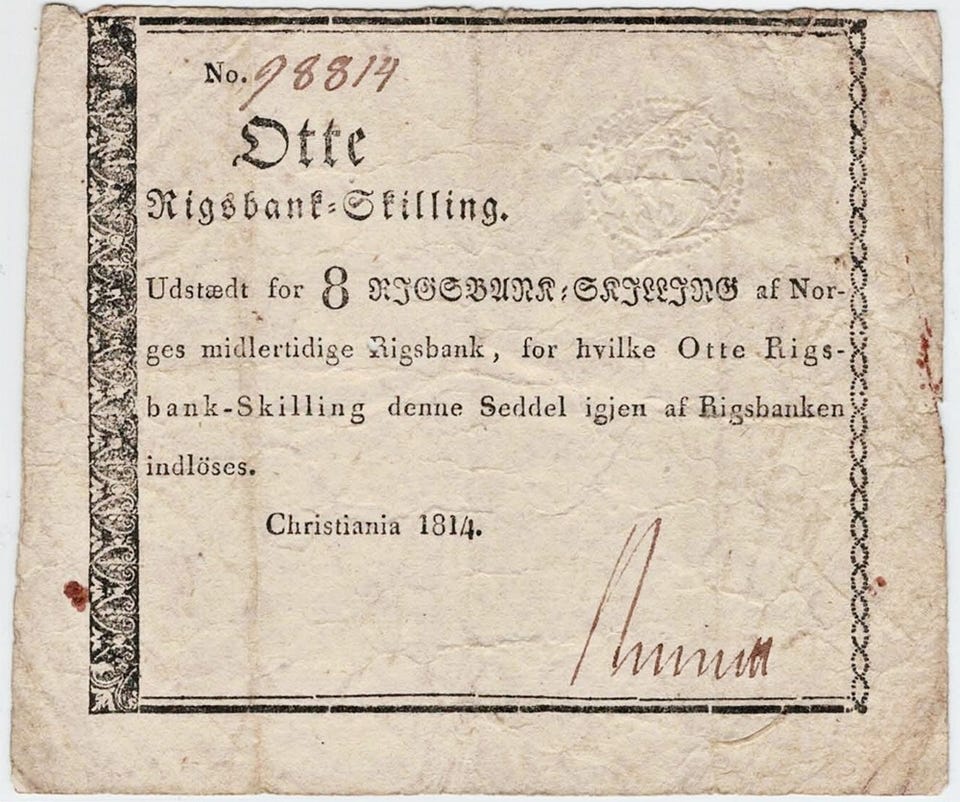 No. 98814
Otte
Rigsbank-Skilling.
Udstædt for 8 RIGSBANK-SKILLING af Nor-
ges midlertidige Rigsbank, for hvilke Otte Rigs-
bank-Skilling denne Seddel igjen af Rigsbanken
indlöses.
Christiania 1814.